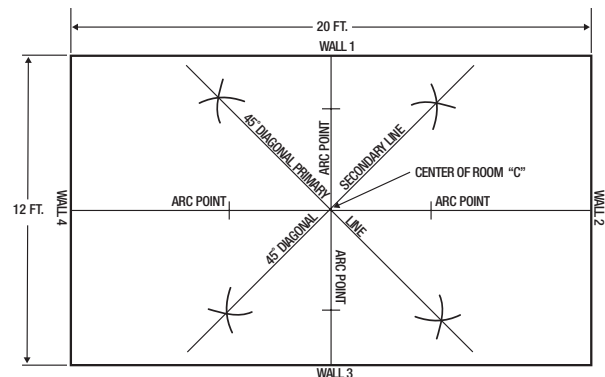 20 FT.
WALL 1
45° DIAGONAL PRIMARY
ARC POINT
SECONDARY LINE
CENTER OF ROOM "C"
ARC POINT
ARC POINT
12 FT.
WALL 4
WALL 2
45° DIAGONAL
LINE
ARC POINT
WALL 3